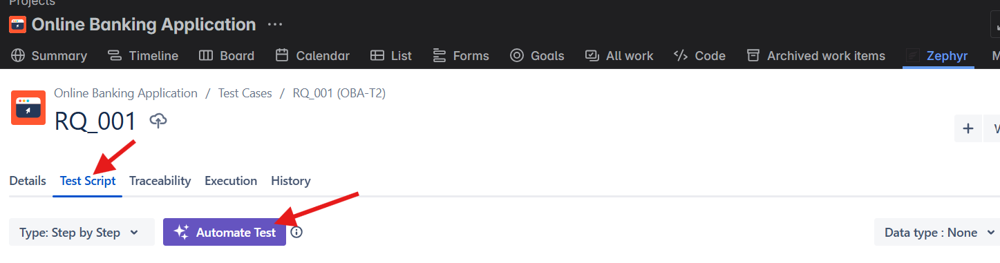 Projects
Online Banking Application ...
Summary Timeline Board Calendar List Forms Goals All work Code Archived work items Zephyr
Online Banking Application / Test Cases / RQ_001 (OBA-T2)
RQ_001
Details Test Script Traceability Execution History
Type: Step by Step Automate Test Data type : None